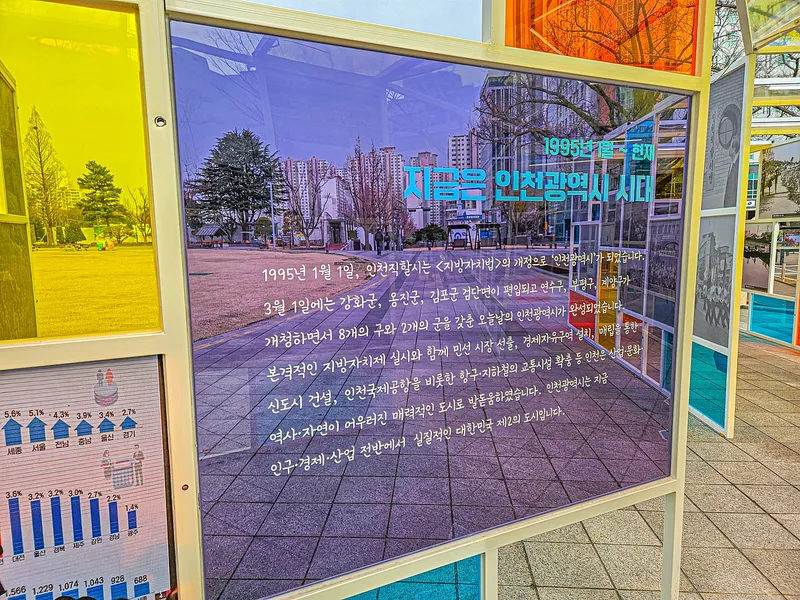 1995년 1월 ~ 현재
지금은 인천광역시 시대
1995년 1월 1일, 인천직할시는 <지방자치법>의 개정으로 '인천광역시'가 되었습니다.
3월 1일에는 강화군, 옹진군, 김포군 검단면이 편입되고 연수구, 부평구, 계양구가
개청하면서 8개의 구와 2개의 군을 갖춘 오늘날의 인천광역시가 완성되었습니다.
본격적인 지방자치제 실시와 함께 민선 시장 선출, 경제자유구역 설치, 매립을 통한
신도시 건설, 인천국제공항을 비롯한 항구·지하철의 교통시설 확충 등 인천은 산업·문화
역사·자연이 어우러진 매력적인 도시로 발돋움하였습니다. 인천광역시는 지금
인구·경제·산업 전반에서 실질적인 대한민국 제2의 도시입니다.
5.6% 5.1% 4.3% 3.9% 3.4% 2.7%
세종 서울 전남 충남 울산 경기
3.6% 3.2% 3.2% 3.0% 2.7% 2.2% 1.4%
대전 울산 경북 제주 강원 경남 광주
1.566 1.229 1.074 1.043 928 688